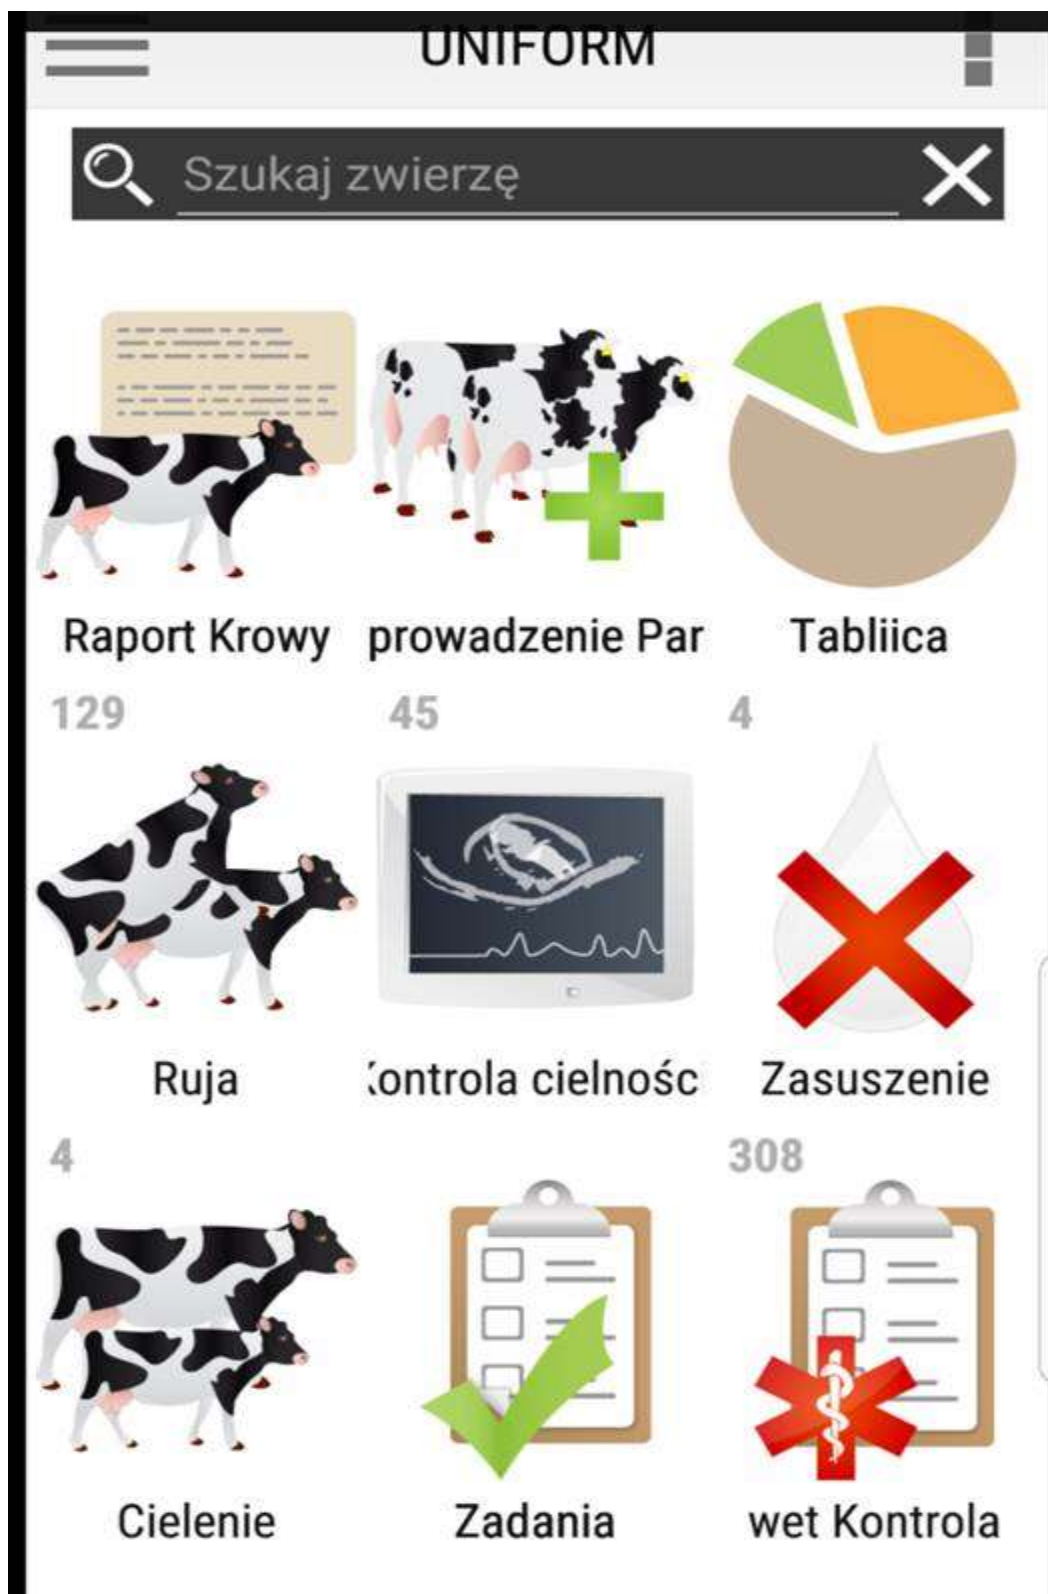 UNIFORM
Szukaj zwierzę
Raport Krowy prowadzenie Par Tabliica
129 45 4
Ruja Kontrola cielnośc Zasuszenie
4 308
Cielenie Zadania wet Kontrola